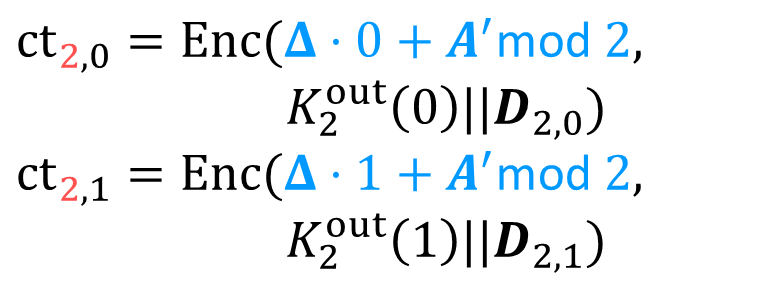 ct₂,₀ = Enc(𝚫 · 0 + 𝑨′mod 2,
𝐾₂ᵒᵘᵗ(0)||𝑫₂,₀)
ct₂,₁ = Enc(𝚫 · 1 + 𝑨′mod 2,
𝐾₂ᵒᵘᵗ(1)||𝑫₂,₁)